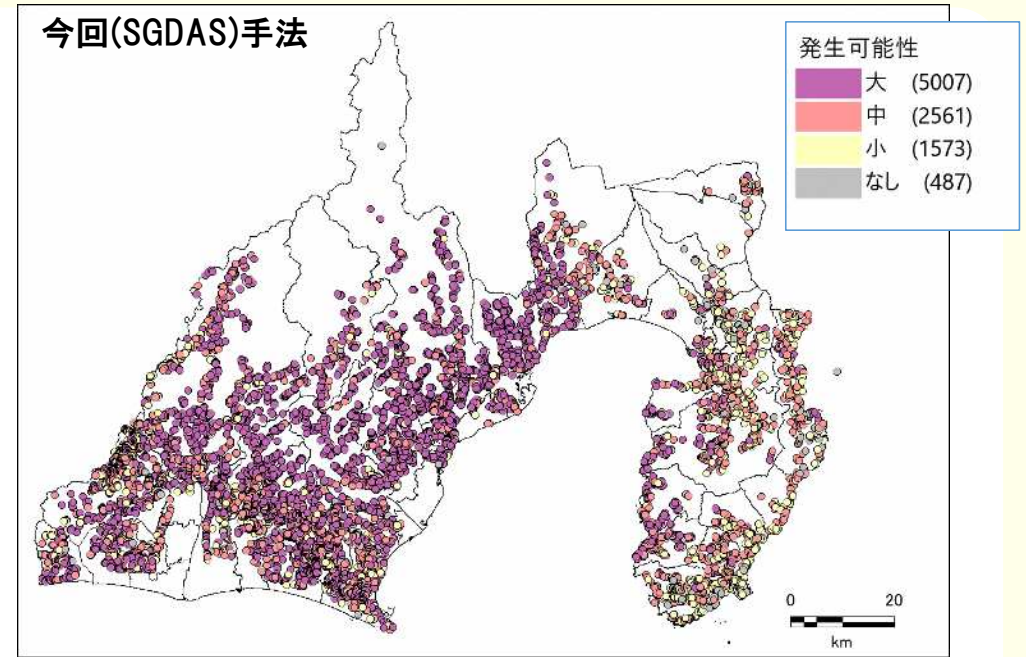 今回(SGDAS)手法
発生可能性
大 (5007)
中 (2561)
小 (1573)
なし (487)
0 20
km